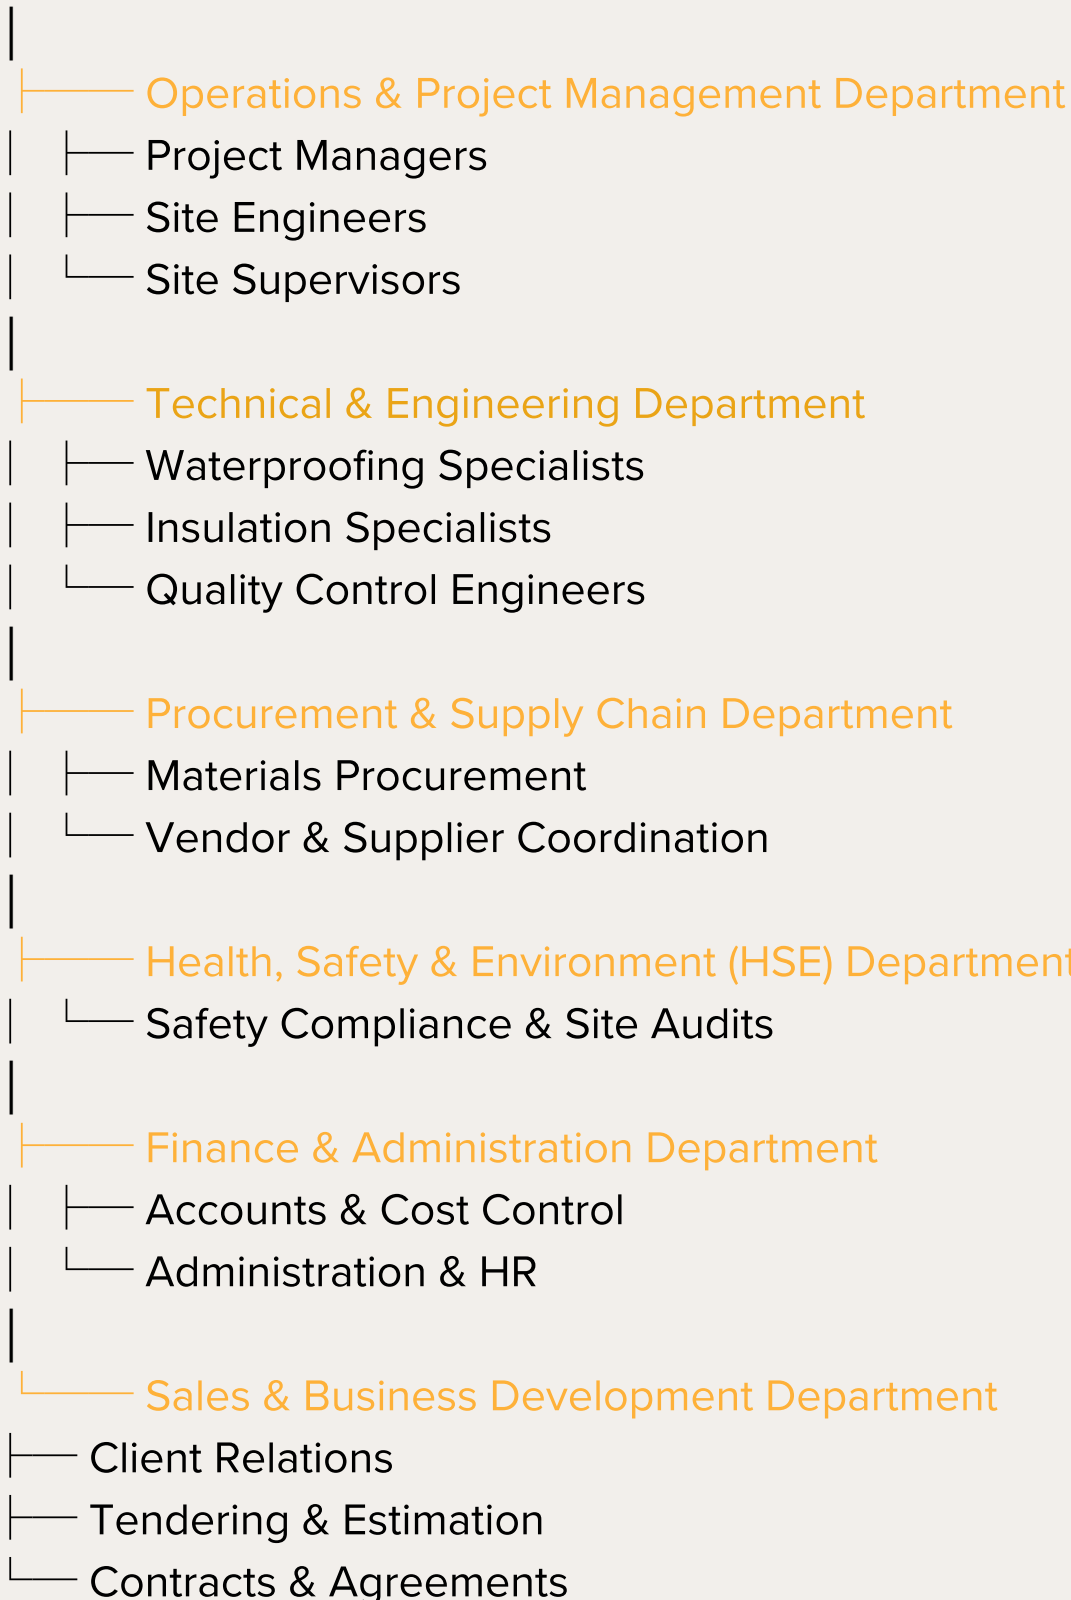 Operations & Project Management Department
Project Managers
Site Engineers
Site Supervisors
Technical & Engineering Department
Waterproofing Specialists
Insulation Specialists
Quality Control Engineers
Procurement & Supply Chain Department
Materials Procurement
Vendor & Supplier Coordination
Health, Safety & Environment (HSE) Department
Safety Compliance & Site Audits
Finance & Administration Department
Accounts & Cost Control
Administration & HR
Sales & Business Development Department
Client Relations
Tendering & Estimation
Contracts & Agreements